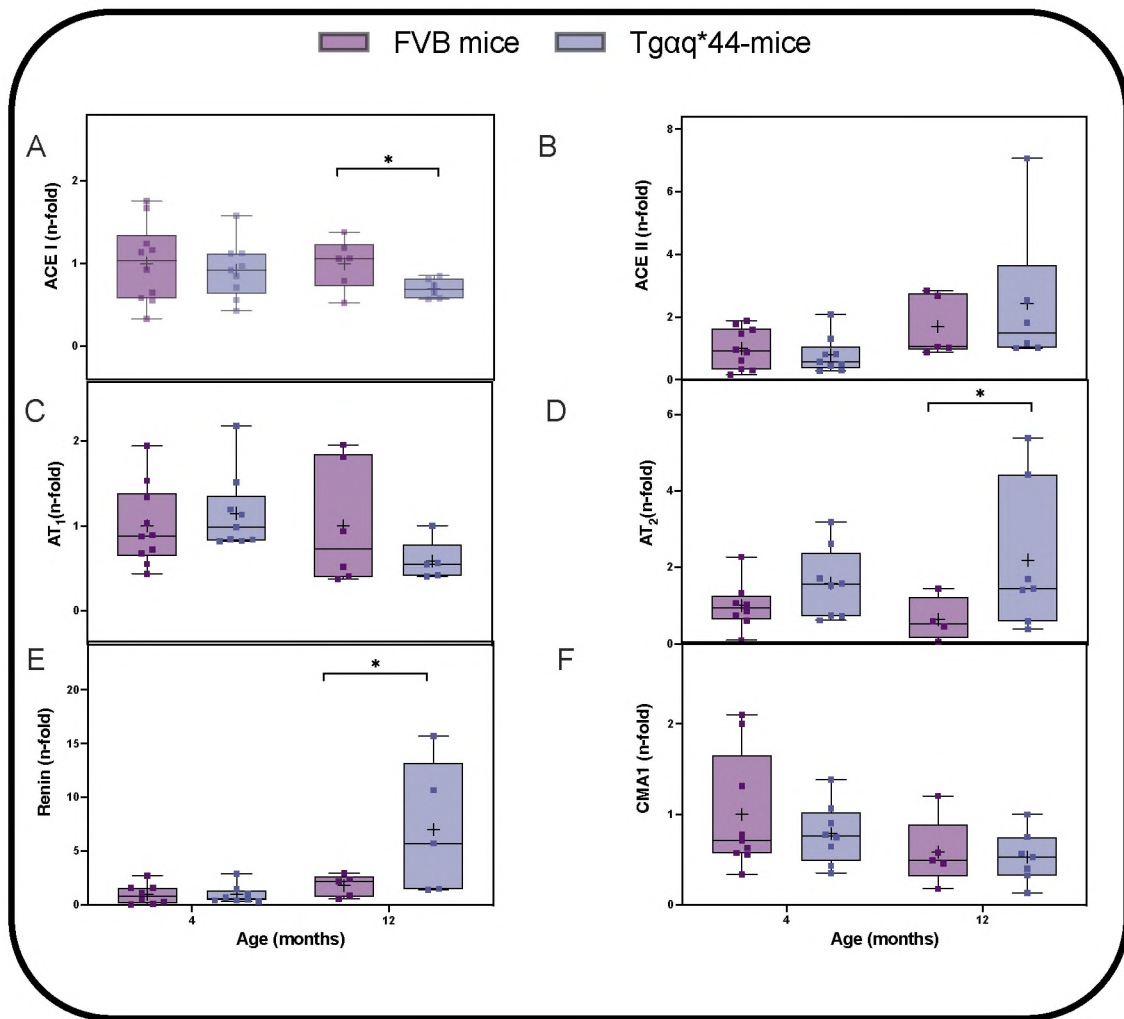 FVB mice Tgαq*44-mice
A
ACE I (n-fold)
2
1
0
*
B
ACE II (n-fold)
8
6
4
2
0
C
AT₁(n-fold)
2
1
0
D
AT₂(n-fold)
6
4
2
0
*
E
Renin (n-fold)
20
15
10
5
0
*
4 12
Age (months)
F
CMA1 (n-fold)
2
1
0
4 12
Age (months)